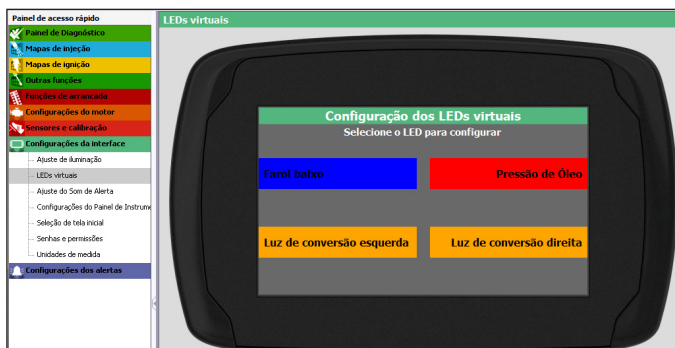 Painel de acesso rápido
Painel de Diagnóstico
Mapas de injeção
Mapas de ignição
Outras funções
Funções de arrancada
Configurações do motor
Sensores e calibração
Configurações da interface
Ajuste de iluminação
LEDs virtuais
Ajuste do Som de Alerta
Configurações do Painel de Instrume
Seleção de tela inicial
Senhas e permissões
Unidades de medida
Configurações dos alertas
LEDs virtuais
Configuração dos LEDs virtuais
Selecione o LED para configurar
Farol baixo
Pressão de Óleo
Luz de conversão esquerda
Luz de conversão direita